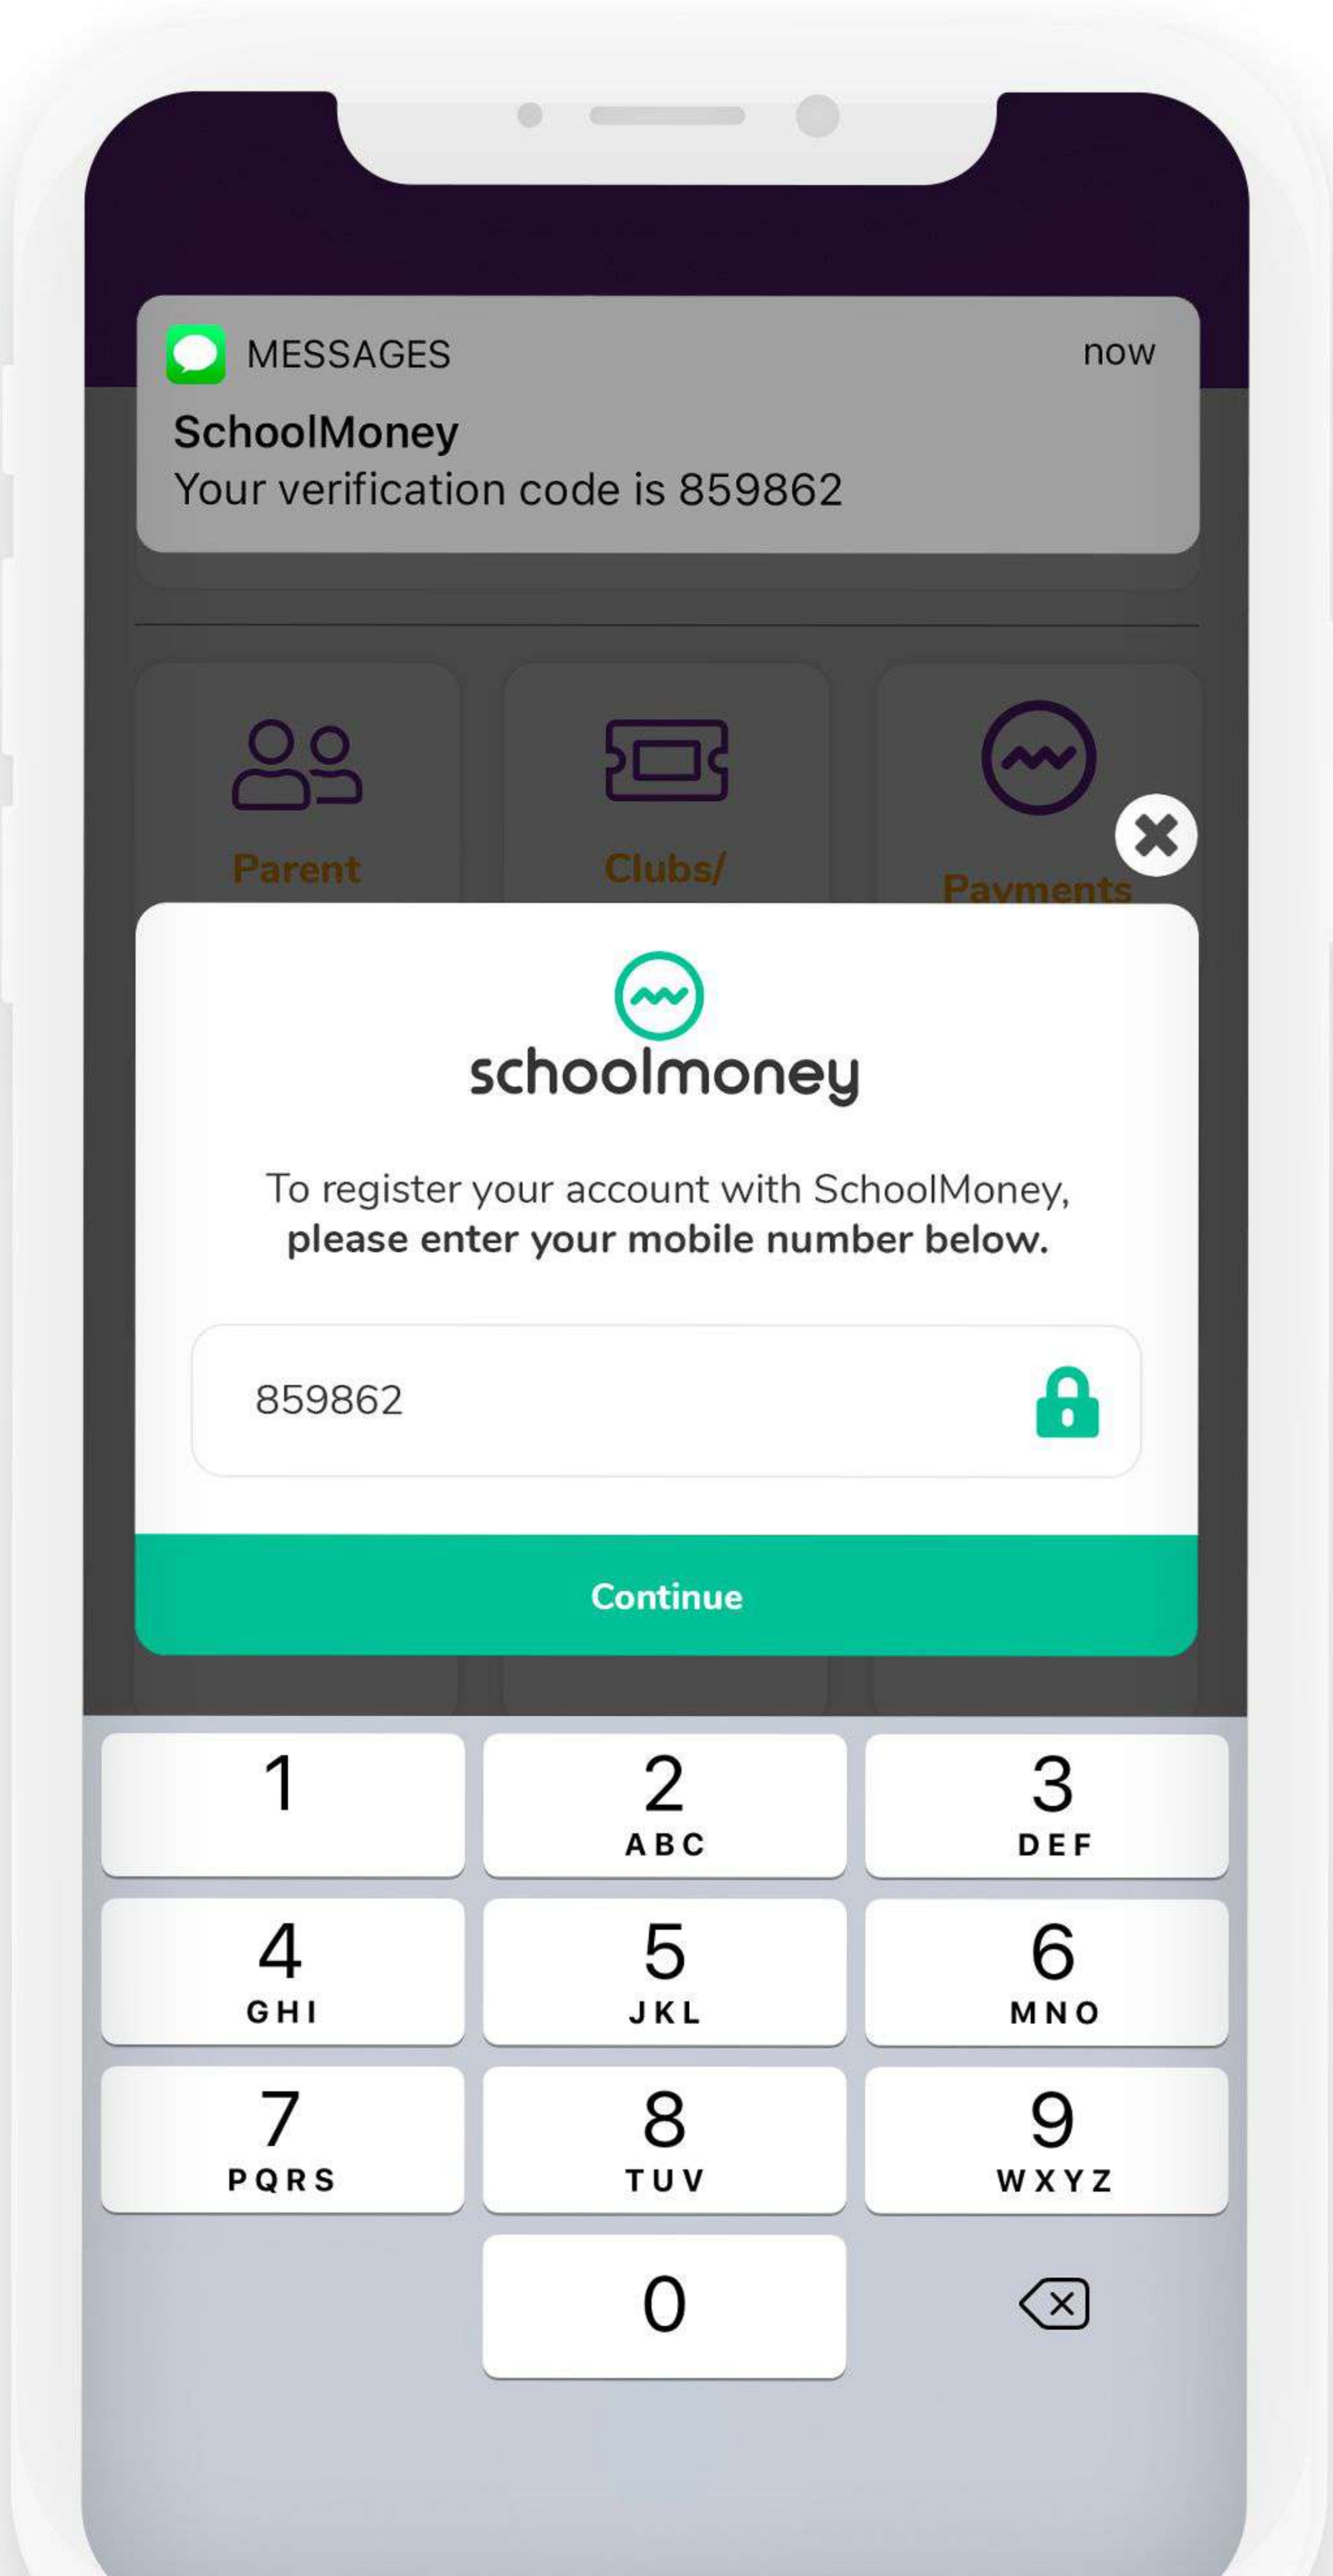 MESSAGES
now
SchoolMoney
Your verification code is 859862
Parent
Clubs/
Payments
schoolmoney
To register your account with SchoolMoney,
please enter your mobile number below.
859862
Continue
1
2
3
ABC
DEF
4
5
6
GHI
JKL
MNO
7
8
9
PQRS
TUV
WXYZ
0